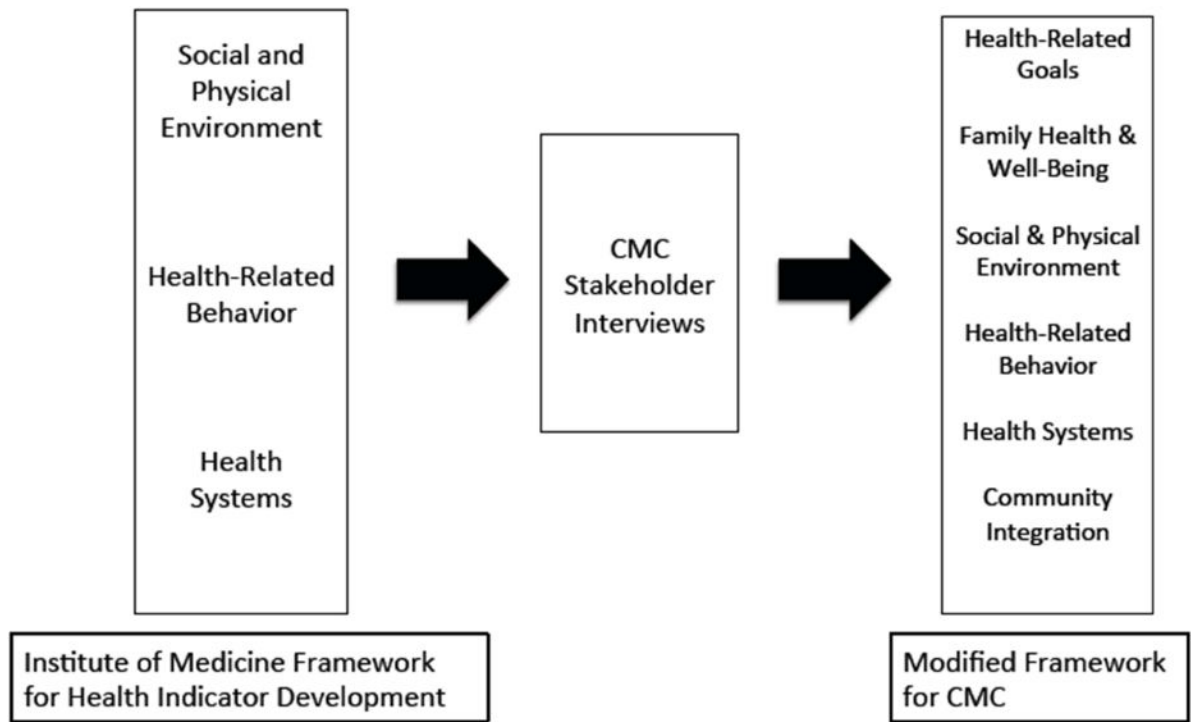 Social and
Physical
Environment
Health-Related
Behavior
Health
Systems
Institute of Medicine Framework
for Health Indicator Development
CMC
Stakeholder
Interviews
Health-Related
Goals
Family Health &
Well-Being
Social & Physical
Environment
Health-Related
Behavior
Health Systems
Community
Integration
Modified Framework
for CMC